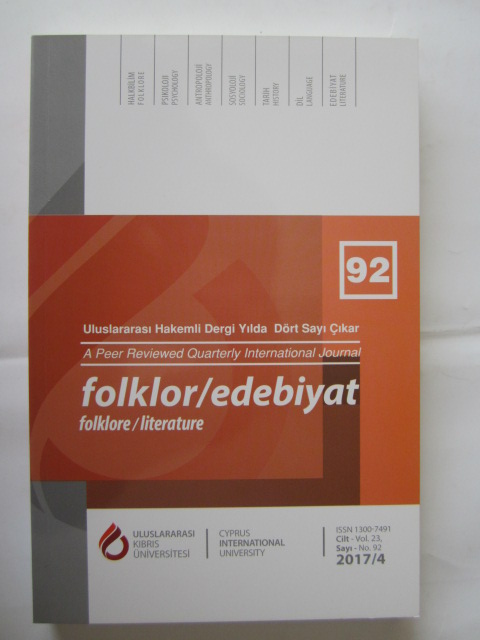 HALKBİLİM
FOLKLORE
PSİKOLOJİ
PSYCHOLOGY
ANTROPOLOJİ
ANTHROPOLOGY
SOSYOLOJİ
SOCIOLOGY
TARİH
HISTORY
DİL
LANGUAGE
EDEBİYAT
LITERATURE
92
Uluslararası Hakemli Dergi Yılda Dört Sayı Çıkar
A Peer Reviewed Quarterly International Journal
folklor/edebiyat
folklore/literature
ULUSLARARASI
KIBRIS
ÜNİVERSİTESİ
CYPRUS
INTERNATIONAL
UNIVERSITY
ISSN 1300-7491
Cilt - Vol. 23,
Sayı - No. 92
2017/4